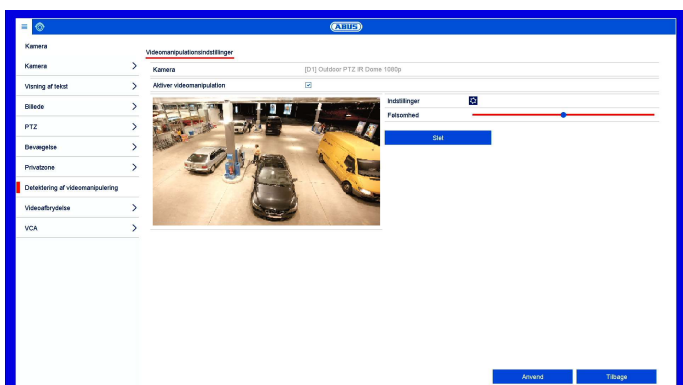 ABUS
Kamera
Videomanipulationsindstillinger
Kamera
Kamera
[D1] Outdoor PTZ IR Dome 1080p
Visning af tekst
Aktiver videomanipulation
Billede
Indstillinger
Følsomhed
PTZ
Slet
Bevægelse
Privatzone
Detektering af videomanipulering
Videoafbrydelse
VCA
Anvend
Tilbage